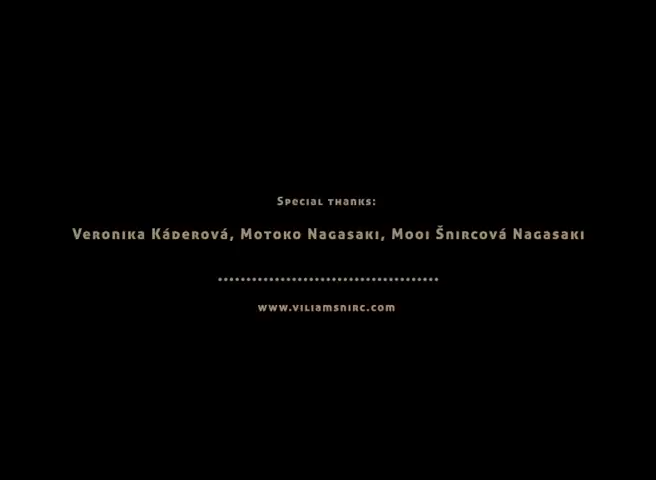 Special thanks:
Veronika Káderová, Motoko Nagasaki, Mooi Šnircová Nagasaki
www.viliamsnirc.com